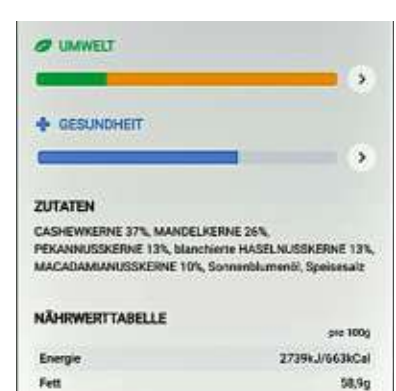 UMWELT
GESUNDHEIT
ZUTATEN
CASHEWKERNE 37%, MANDELKERNE 26%,
PEKANNUSSKERNE 13%, blanchierte HASELNUSSKERNE 13%,
MACADAMIANUSSKERNE 10%, Sonnenblumenöl, Speisesalz
NÄHRWERTTABELLE
pro 100g
Energie 2739kJ/663kCal
Fett 58,9g